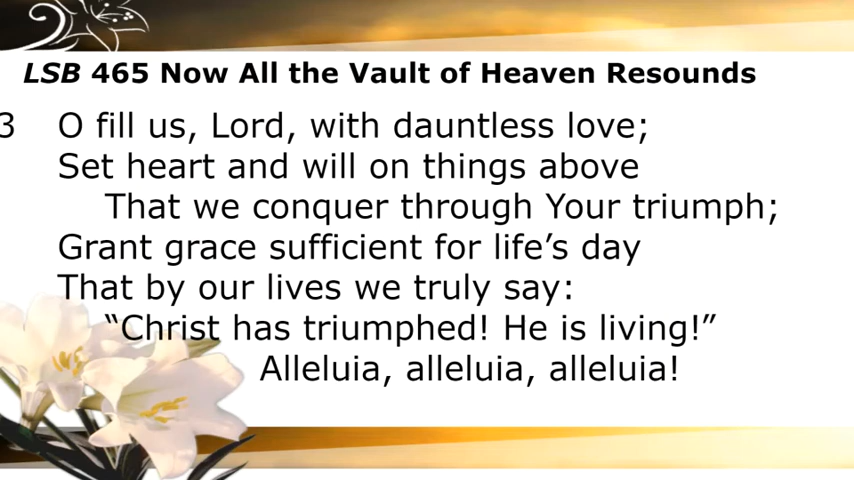 LSB 465 Now All the Vault of Heaven Resounds
3 O fill us, Lord, with dauntless love;
Set heart and will on things above
That we conquer through Your triumph;
Grant grace sufficient for life’s day
That by our lives we truly say:
“Christ has triumphed! He is living!”
Alleluia, alleluia, alleluia!